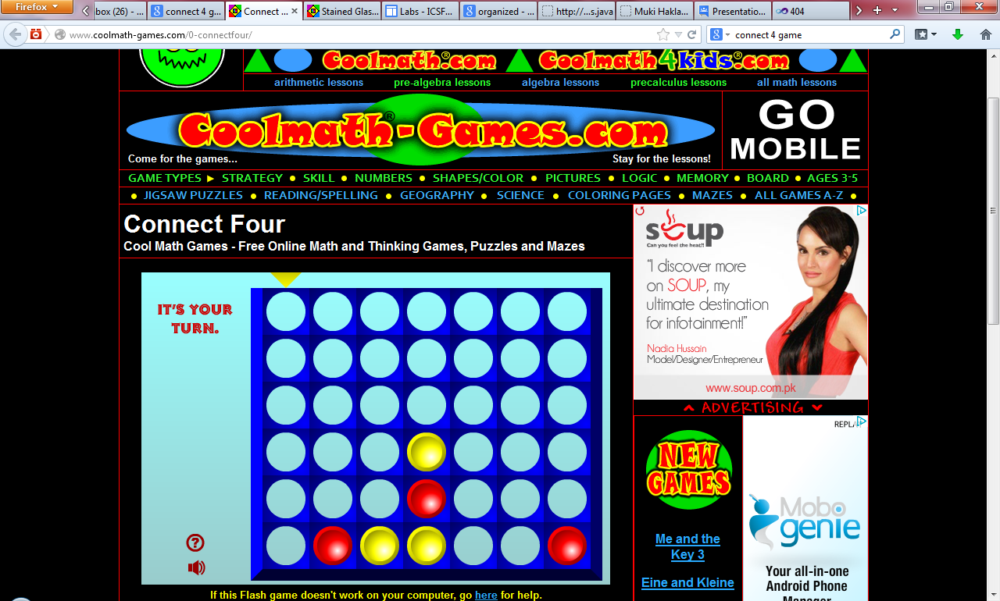 Firefox
box (26) - ...
connect 4 g...
Connect ...
Stained Glas...
Labs - ICSF...
organized - ...
http://...s.java
Muki Hakla...
Presentatio...
404
www.coolmath-games.com/0-connectfour/
connect 4 game
Coolmath®.com
Coolmath4kids®.com
arithmetic lessons
pre-algebra lessons
algebra lessons
precalculus lessons
all math lessons
Coolmath®-Games.com
Come for the games...
Stay for the lessons!
GO
MOBILE
GAME TYPES ► STRATEGY ● SKILL ● NUMBERS ● SHAPES/COLOR ● PICTURES ● LOGIC ● MEMORY ● BOARD ● AGES 3-5
● JIGSAW PUZZLES ● READING/SPELLING ● GEOGRAPHY ● SCIENCE ● COLORING PAGES ● MAZES ● ALL GAMES A-Z ●
Connect Four
Cool Math Games - Free Online Math and Thinking Games, Puzzles and Mazes
IT'S YOUR
TURN.
?
If this Flash game doesn't work on your computer, go here for help.
soup
Can you feel the heat!!
“I discover more
on SOUP, my
ultimate destination
for infotainment!”
Nadia Hussain
Model/Designer/Entrepreneur
www.soup.com.pk
ADVERTISING
NEW
GAMES
Me and the
Key 3
Eine and Kleine
Mobo
genie
Your all-in-one
Android Phone
Manager